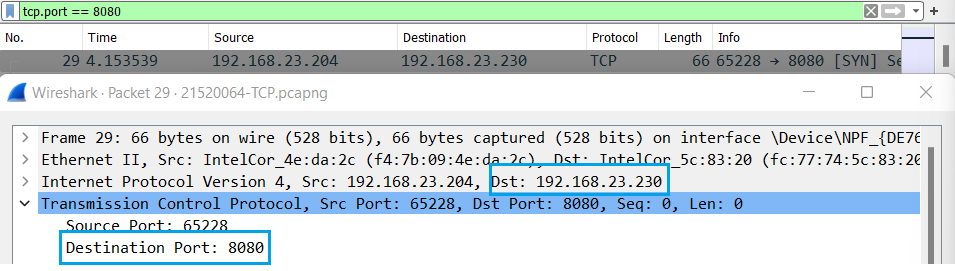 tcp.port == 8080
No. Time Source Destination Protocol Length Info
29 4.153539 192.168.23.204 192.168.23.230 TCP 66 65228 → 8080 [SYN] Se
Wireshark · Packet 29 · 21520064-TCP.pcapng
Frame 29: 66 bytes on wire (528 bits), 66 bytes captured (528 bits) on interface \Device\NPF_{DE76
Ethernet II, Src: IntelCor_4e:da:2c (f4:7b:09:4e:da:2c), Dst: IntelCor_5c:83:20 (fc:77:74:5c:83:20
Internet Protocol Version 4, Src: 192.168.23.204, Dst: 192.168.23.230
Transmission Control Protocol, Src Port: 65228, Dst Port: 8080, Seq: 0, Len: 0
Source Port: 65228
Destination Port: 8080